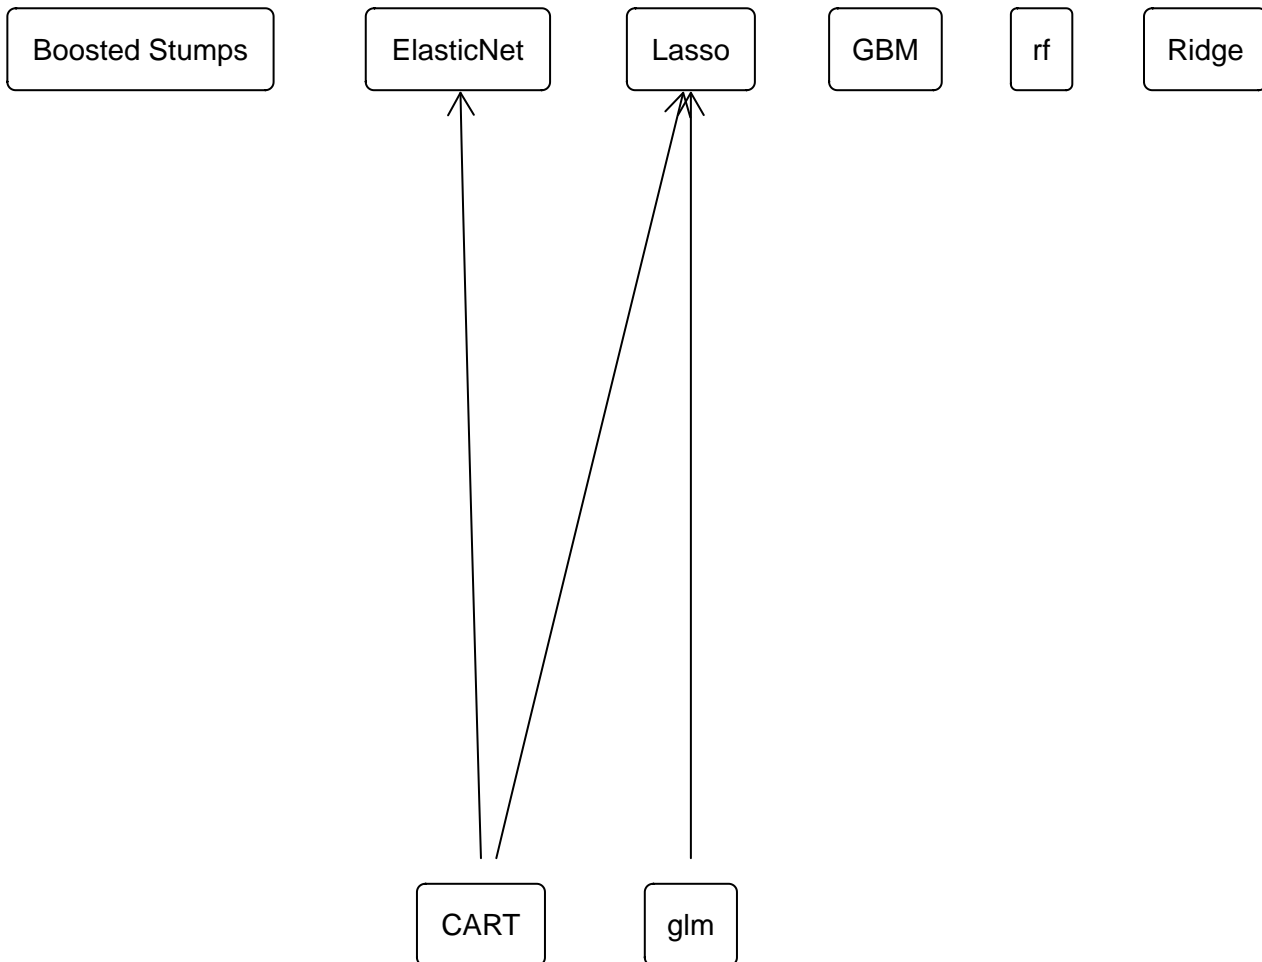 Boosted Stumps
ElasticNet
Lasso
GBM
rf
Ridge
CART
glm